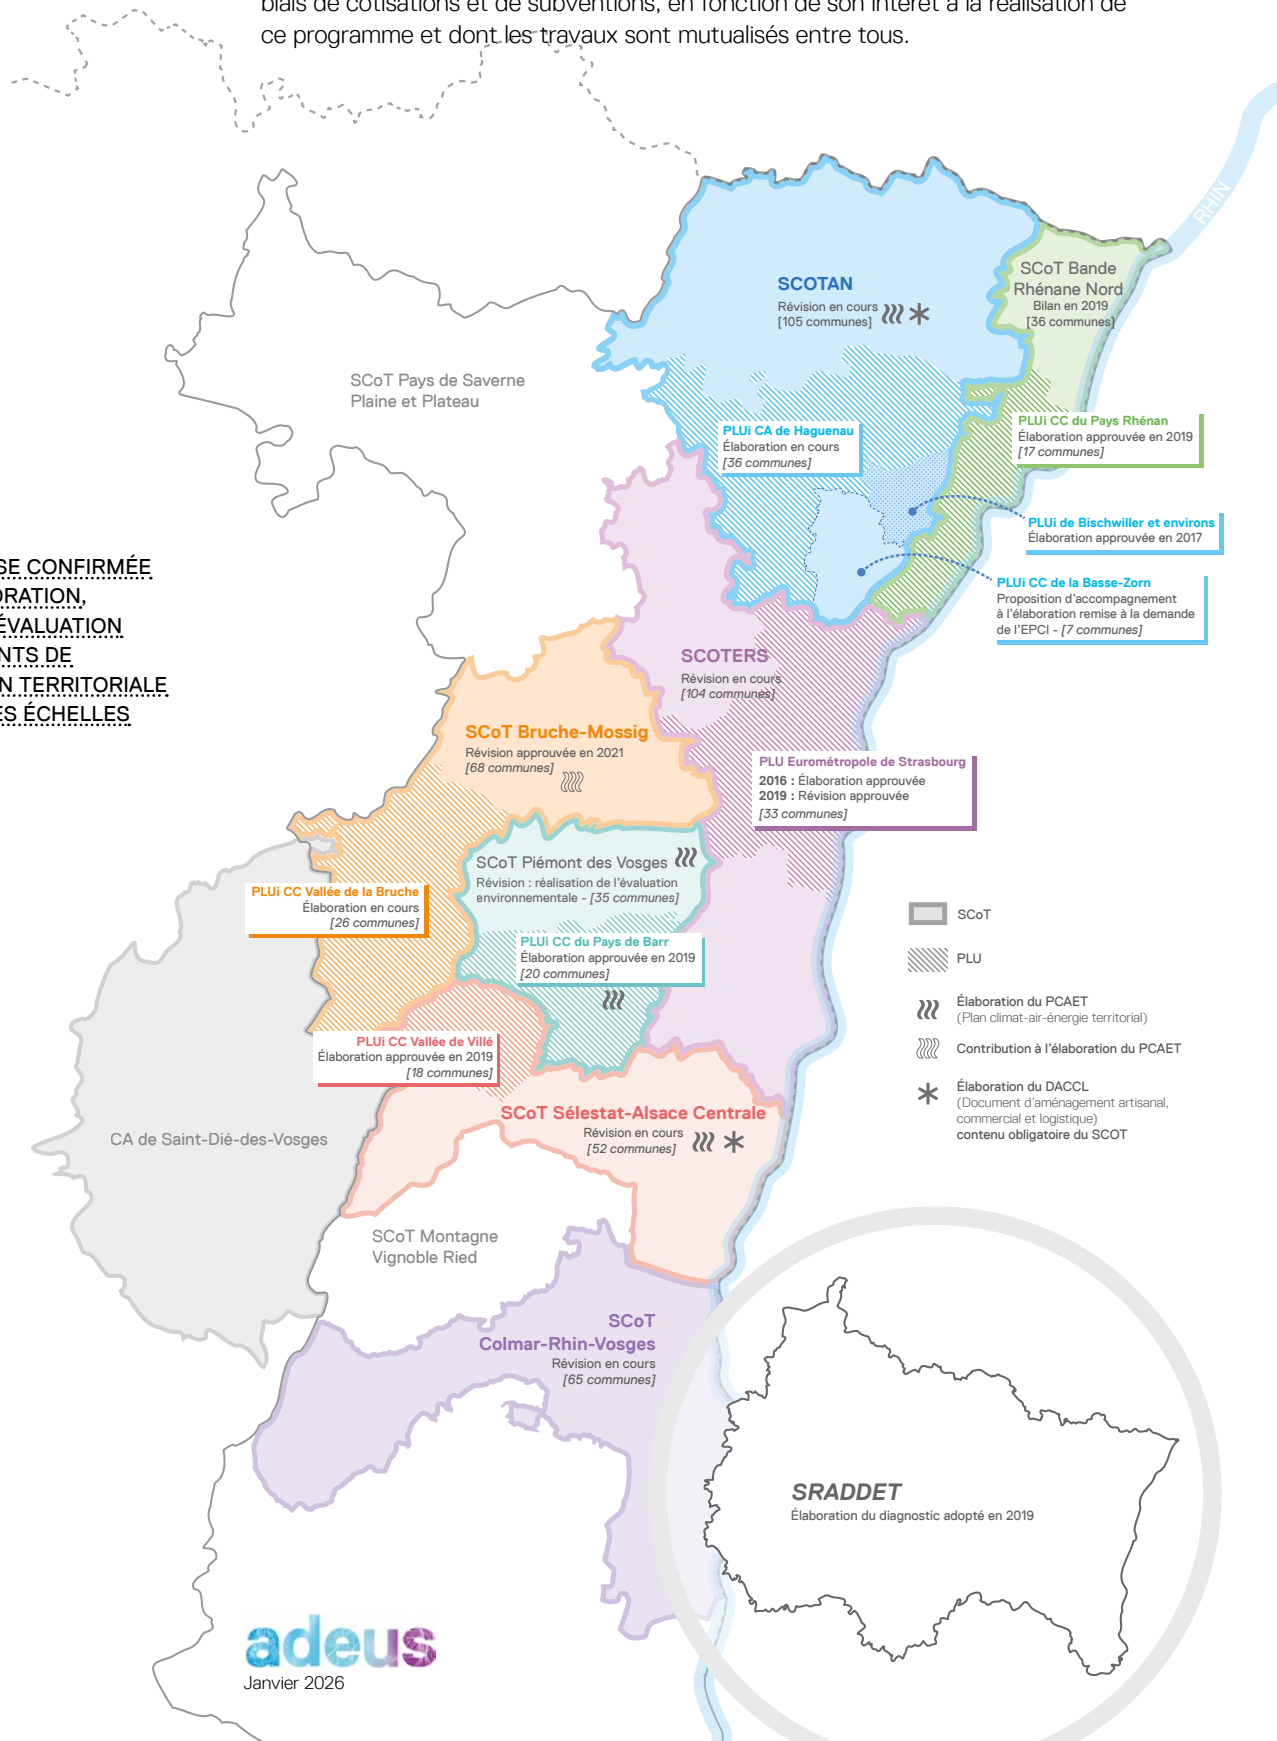 biais de cotisations et de subventions, en fonction de son intérêt à la réalisation de
ce programme et dont les travaux sont mutualisés entre tous.
RHIN
SCOTAN
Révision en cours
[105 communes]
SCoT Bande
Rhénane Nord
Bilan en 2019
[36 communes]
SCoT Pays de Saverne
Plaine et Plateau
PLUi CA de Haguenau
Élaboration en cours
[36 communes]
PLUi CC du Pays Rhénan
Élaboration approuvée en 2019
[17 communes]
PLUi de Bischwiller et environs
Élaboration approuvée en 2017
PLUi CC de la Basse-Zorn
Proposition d'accompagnement
à l'élaboration remise à la demande
de l'EPCI - [7 communes]
SE CONFIRMÉE
ORATION,
ÉVALUATION
NTS DE
N TERRITORIALE
ES ÉCHELLES
SCOTERS
Révision en cours
[104 communes]
SCoT Bruche-Mossig
Révision approuvée en 2021
[68 communes]
PLU Eurométropole de Strasbourg
2016 : Élaboration approuvée
2019 : Révision approuvée
[33 communes]
SCoT Piémont des Vosges
Révision : réalisation de l'évaluation
environnementale - [35 communes]
PLUi CC Vallée de la Bruche
Élaboration en cours
[26 communes]
PLUi CC du Pays de Barr
Élaboration approuvée en 2019
[20 communes]
PLUi CC Vallée de Villé
Élaboration approuvée en 2019
[18 communes]
SCoT
PLU
Élaboration du PCAET
(Plan climat-air-énergie territorial)
Contribution à l'élaboration du PCAET
Élaboration du DACCL
(Document d'aménagement artisanal,
commercial et logistique)
contenu obligatoire du SCOT
SCoT Sélestat-Alsace Centrale
Révision en cours
[52 communes]
CA de Saint-Dié-des-Vosges
SCoT Montagne
Vignoble Ried
SCoT
Colmar-Rhin-Vosges
Révision en cours
[65 communes]
SRADDET
Élaboration du diagnostic adopté en 2019
adeus
Janvier 2026